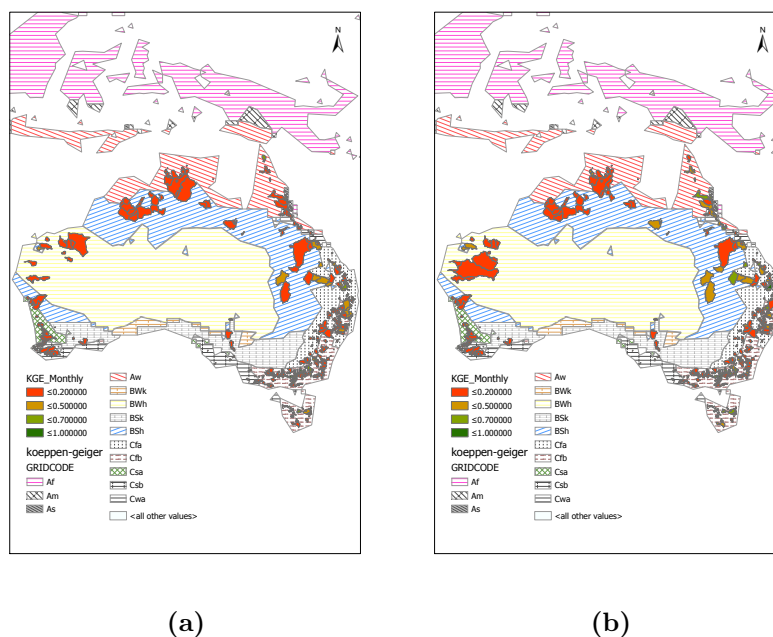 N
KGE_Monthly
≤0.200000
≤0.500000
≤0.700000
≤1.000000
koeppen-geiger
GRIDCODE
Af
Am
As
Aw
BWk
BWh
BSk
BSh
Cfa
Cfb
Csa
Csb
Cwa
<all other values>
(a)
N
KGE_Monthly
≤0.200000
≤0.500000
≤0.700000
≤1.000000
koeppen-geiger
GRIDCODE
Af
Am
As
Aw
BWk
BWh
BSk
BSh
Cfa
Cfb
Csa
Csb
Cwa
<all other values>
(b)